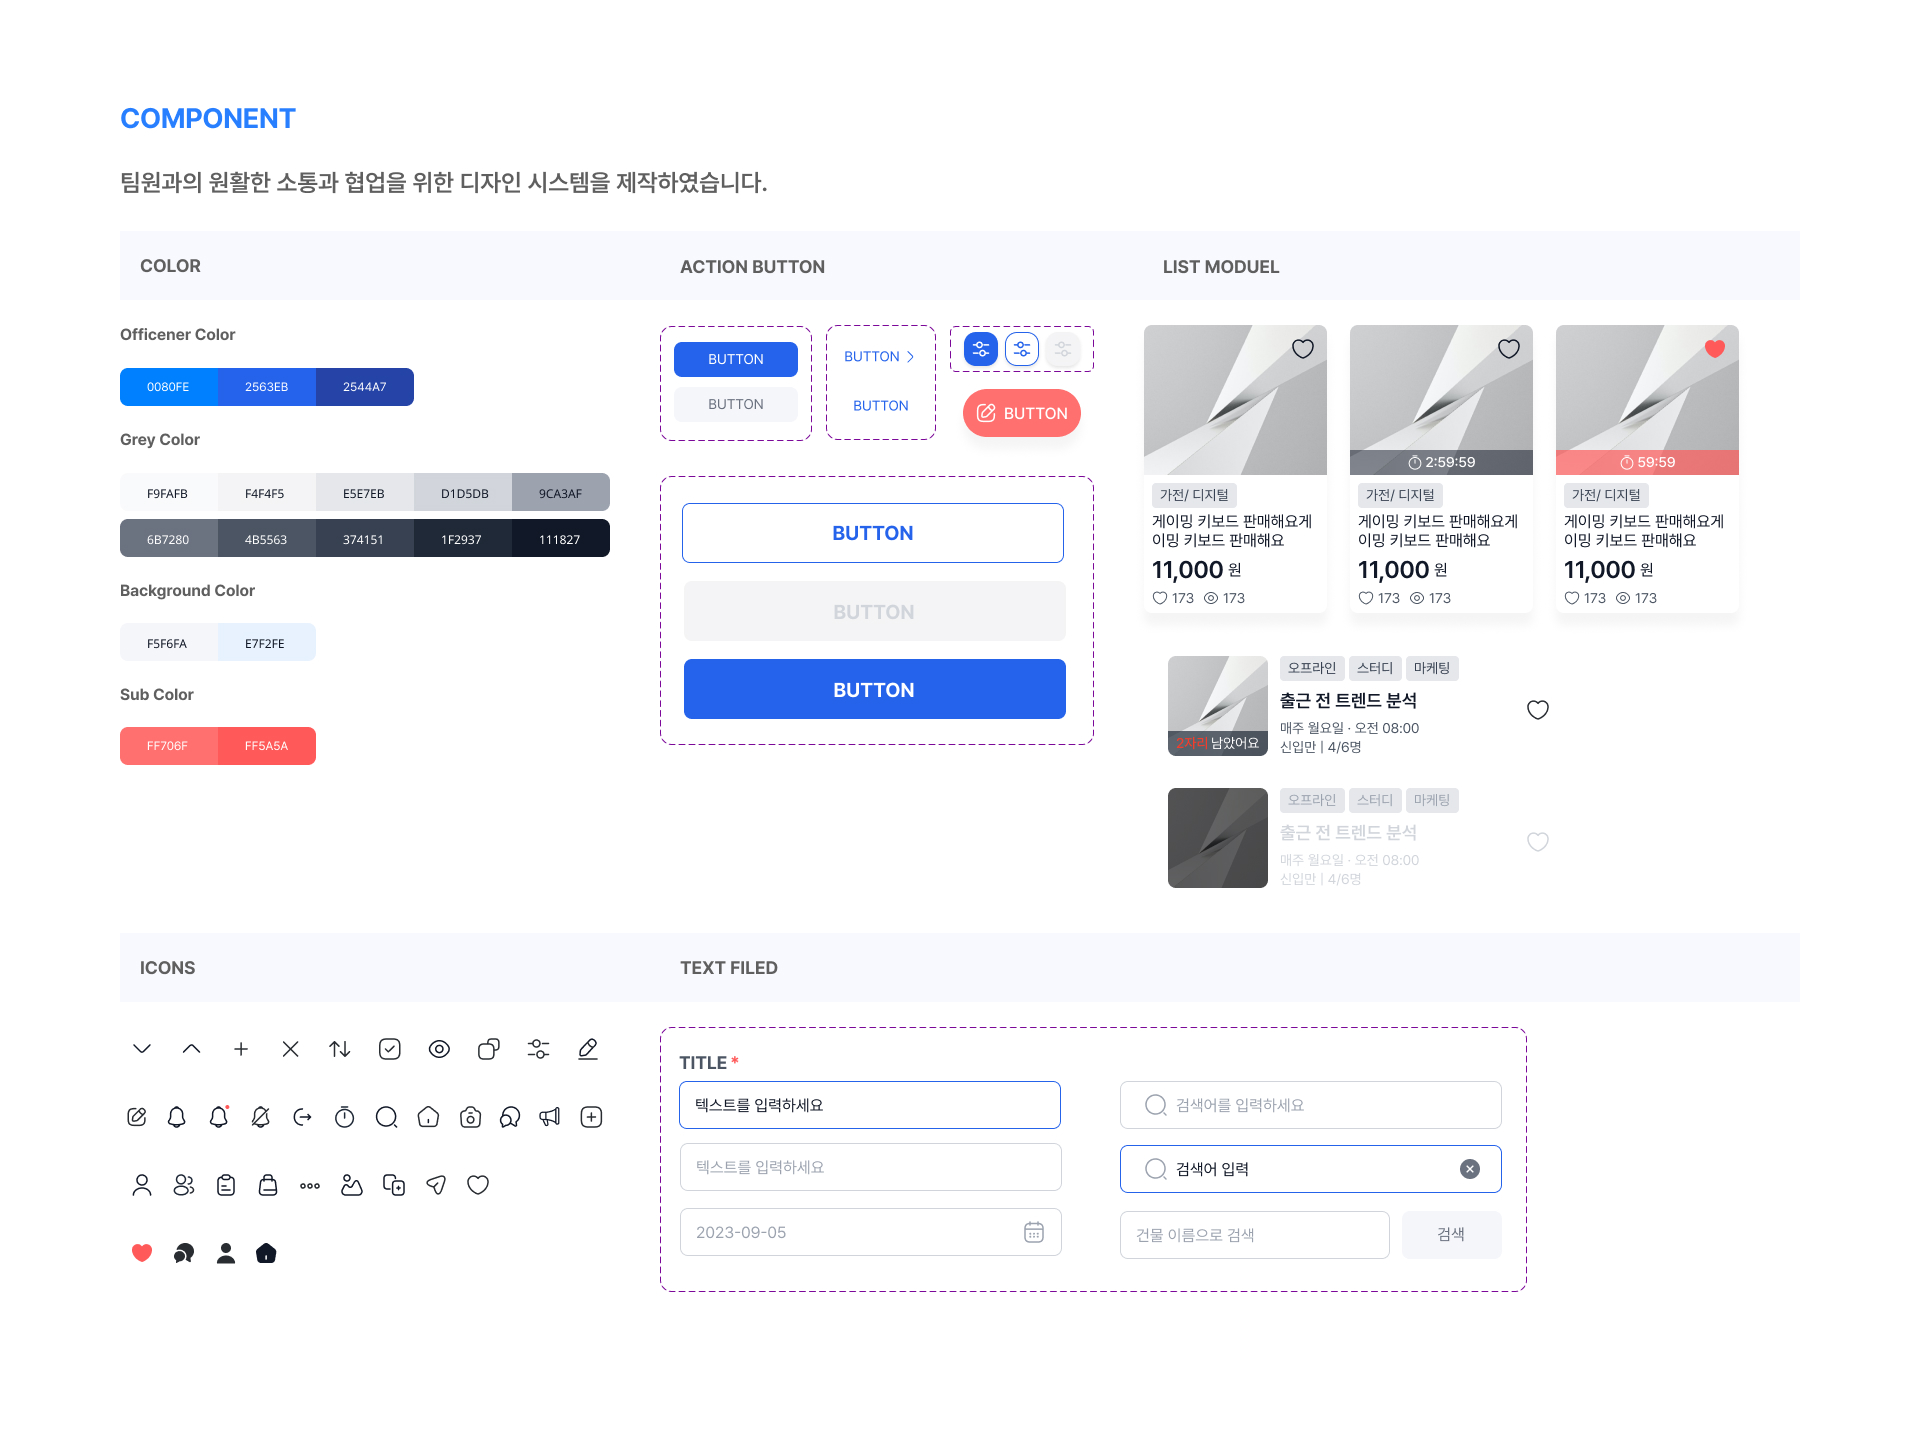 COMPONENT
팀원과의 원활한 소통과 협업을 위한 디자인 시스템을 제작하였습니다.
COLOR
ACTION BUTTON
LIST MODUEL
Officener Color
0080FE
2563EB
2544A7
Grey Color
F9FAFB
F4F4F5
E5E7EB
D1D5DB
9CA3AF
6B7280
4B5563
374151
1F2937
111827
Background Color
F5F6FA
E7F2FE
Sub Color
FF706F
FF5A5A
BUTTON
BUTTON
BUTTON
BUTTON
BUTTON
BUTTON
BUTTON
BUTTON
가전/ 디지털
게이밍 키보드 판매해요게
이밍 키보드 판매해요
11,000 원
173 173
2:59:59
가전/ 디지털
게이밍 키보드 판매해요게
이밍 키보드 판매해요
11,000 원
173 173
59:59
가전/ 디지털
게이밍 키보드 판매해요게
이밍 키보드 판매해요
11,000 원
173 173
2자리 남았어요
오프라인 스터디 마케팅
출근 전 트렌드 분석
매주 월요일 · 오전 08:00
신입만 | 4/6명
오프라인 스터디 마케팅
출근 전 트렌드 분석
매주 월요일 · 오전 08:00
신입만 | 4/6명
ICONS
TEXT FILED
TITLE *
텍스트를 입력하세요
텍스트를 입력하세요
2023-09-05
검색어를 입력하세요
검색어 입력
건물 이름으로 검색
검색